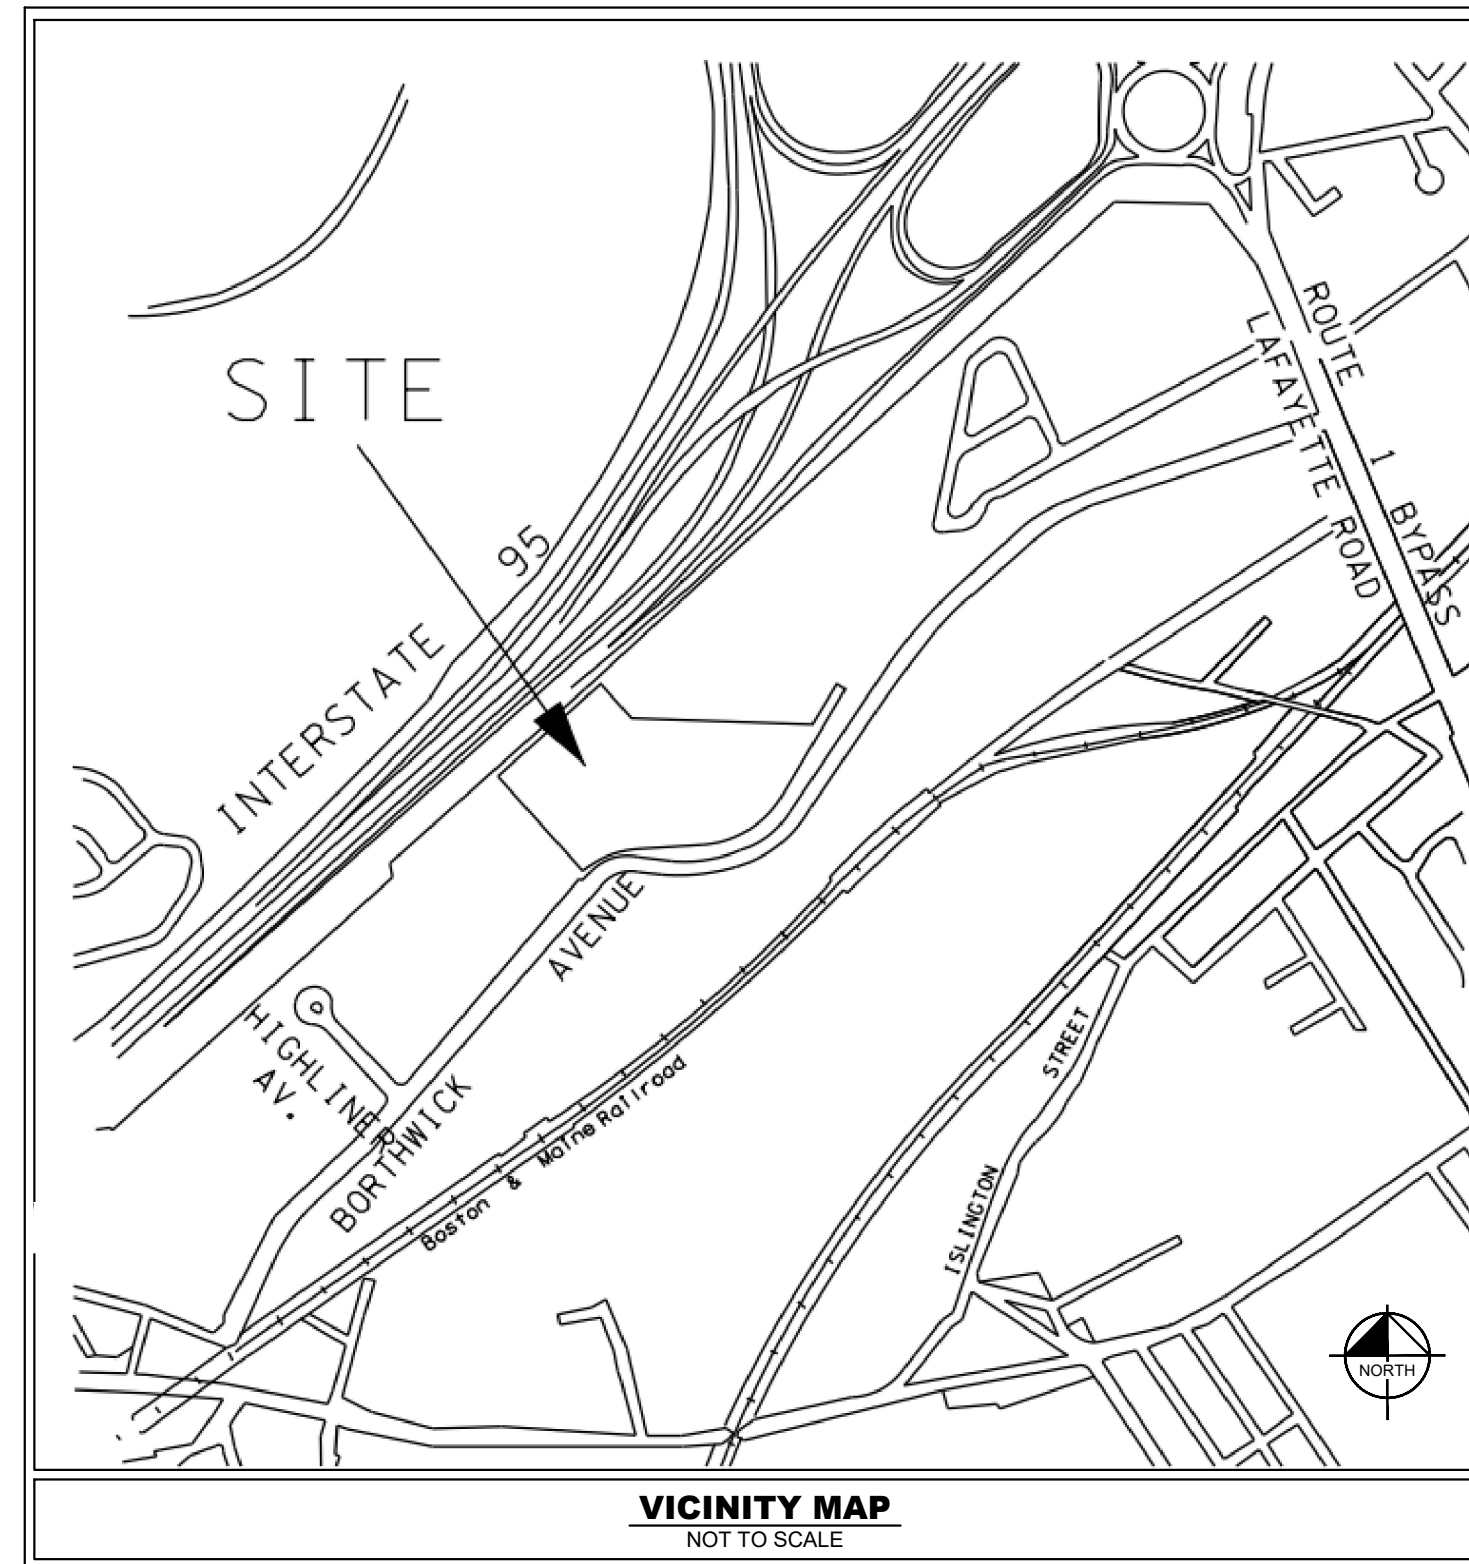 SITE
INTERSTATE 95
ROUTE 1 BYPASS
LAFAYETTE ROAD
HIGHLINER
AV.
BORTHWICK AVENUE
Boston & Maine Railroad
ISLINGTON STREET
NORTH
VICINITY MAP
NOT TO SCALE